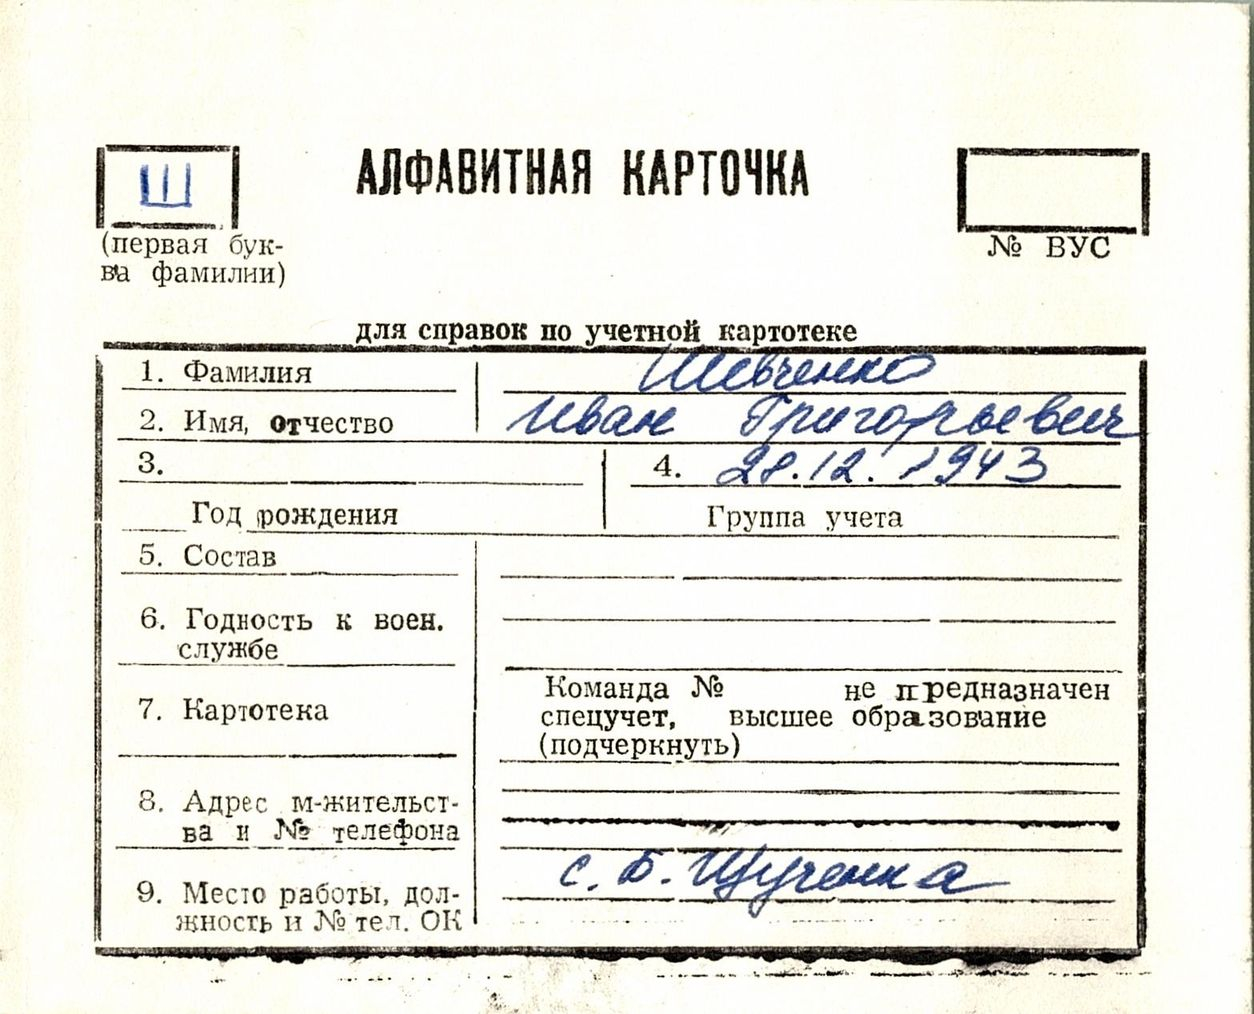 Ш
АЛФАВИТНАЯ КАРТОЧКА
(первая бук-
ва фамилии)
№ ВУС
для справок по учетной картотеке
1. Фамилия Шевченко
2. Имя, отчество Иван Григорьевич
3. 4. 28.12.1943
Год рождения Группа учета
5. Состав
6. Годность к воен.
службе
7. Картотека
Команда № не предназначен
спецучет, высшее образование
(подчеркнуть)
8. Адрес м-жительст-
ва и № телефона
с. Б. Щученка
9. Место работы, дол-
жность и № тел. ОК